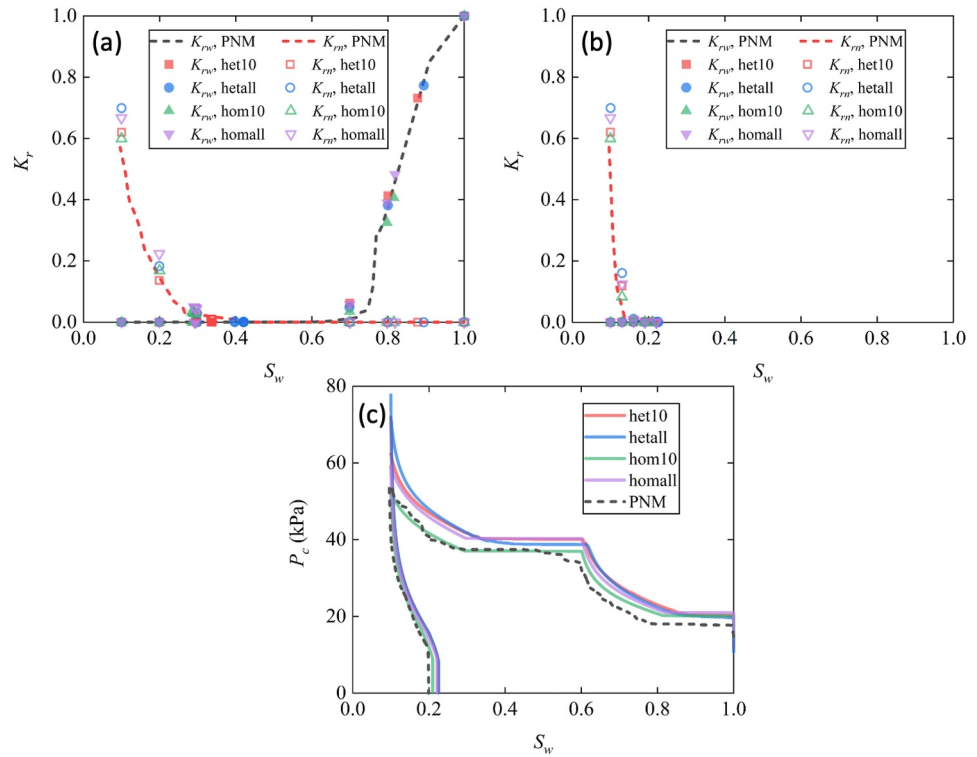 (a)
K_rw, PNM K_rn, PNM
K_rw, het10 K_rn, het10
K_rw, hetall K_rn, hetall
K_rw, hom10 K_rn, hom10
K_rw, homall K_rn, homall
1.0
0.8
0.6
0.4
0.2
0.0
K_r
0.0 0.2 0.4 0.6 0.8 1.0
S_w
(b)
K_rw, PNM K_rn, PNM
K_rw, het10 K_rn, het10
K_rw, hetall K_rn, hetall
K_rw, hom10 K_rn, hom10
K_rw, homall K_rn, homall
1.0
0.8
0.6
0.4
0.2
0.0
K_r
0.0 0.2 0.4 0.6 0.8 1.0
S_w
(c)
het10
hetall
hom10
homall
PNM
80
60
40
20
0
P_c (kPa)
0.0 0.2 0.4 0.6 0.8 1.0
S_w